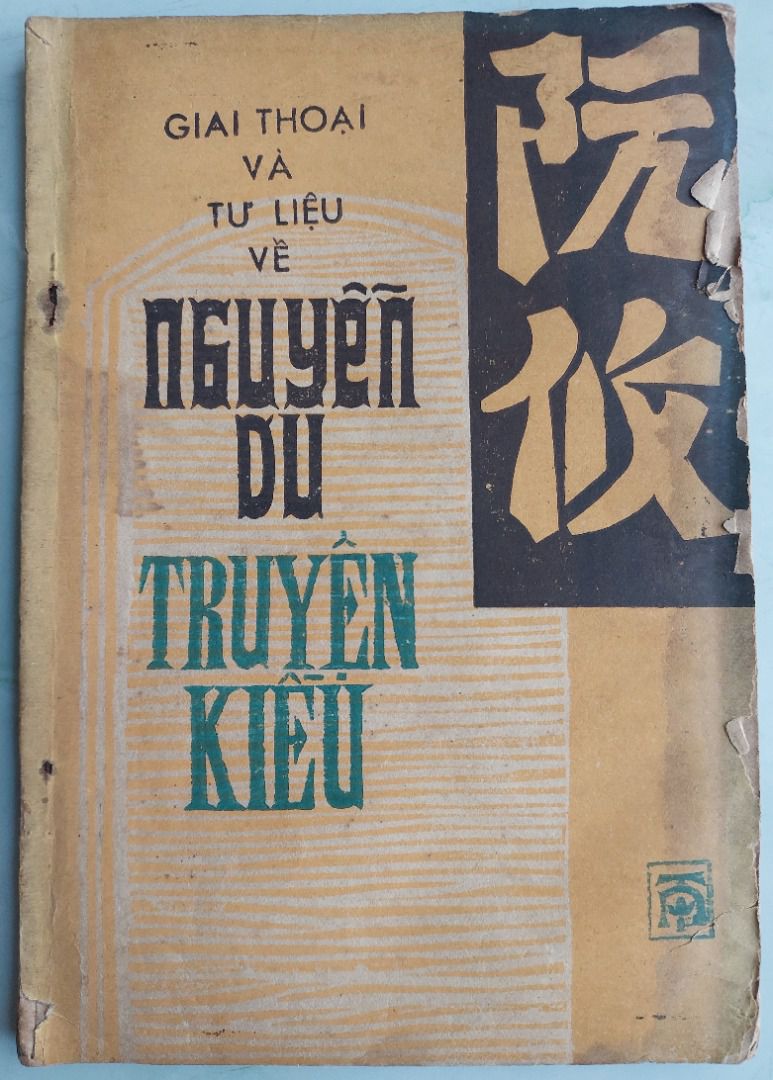 GIAI THOẠI
VÀ
TƯ LIỆU
VỀ
NGUYỄN
DU
TRUYỆN
KIỀU
阮
攸